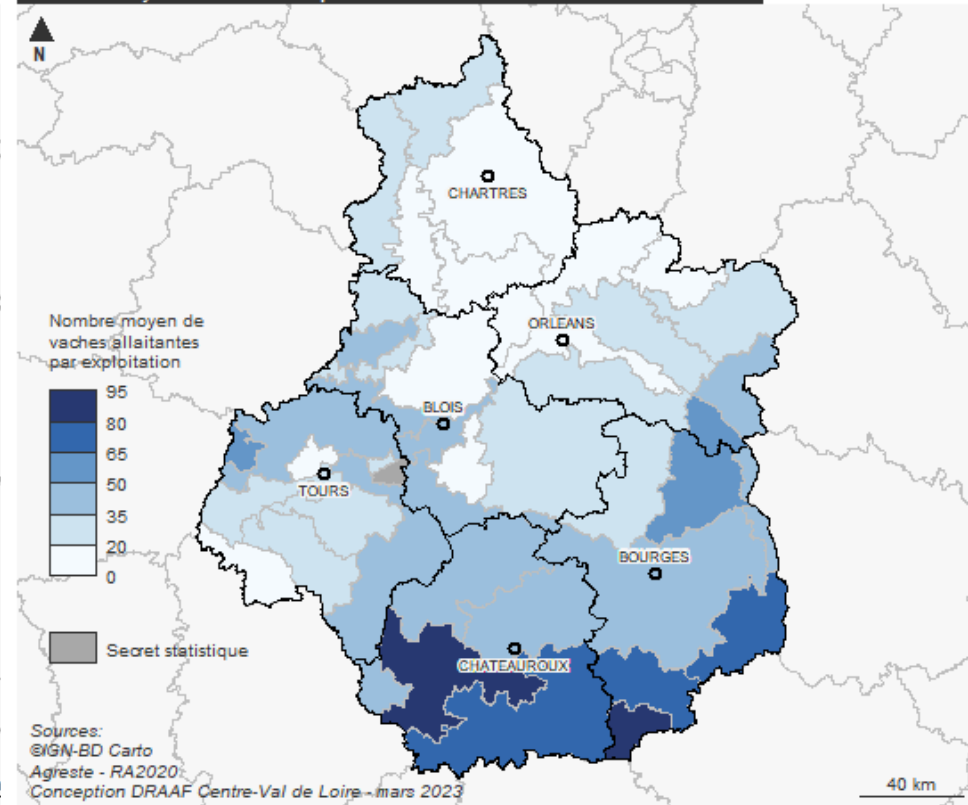 N
CHARTRES
ORLEANS
BLOIS
TOURS
BOURGES
CHATEAUROUX
Nombre moyen de
vaches allaitantes
par exploitation
95
80
65
50
35
20
0
Secret statistique
Sources:
©IGN-BD Carto
Agreste - RA2020
Conception DRAAF Centre-Val de Loire - mars 2023
40 km